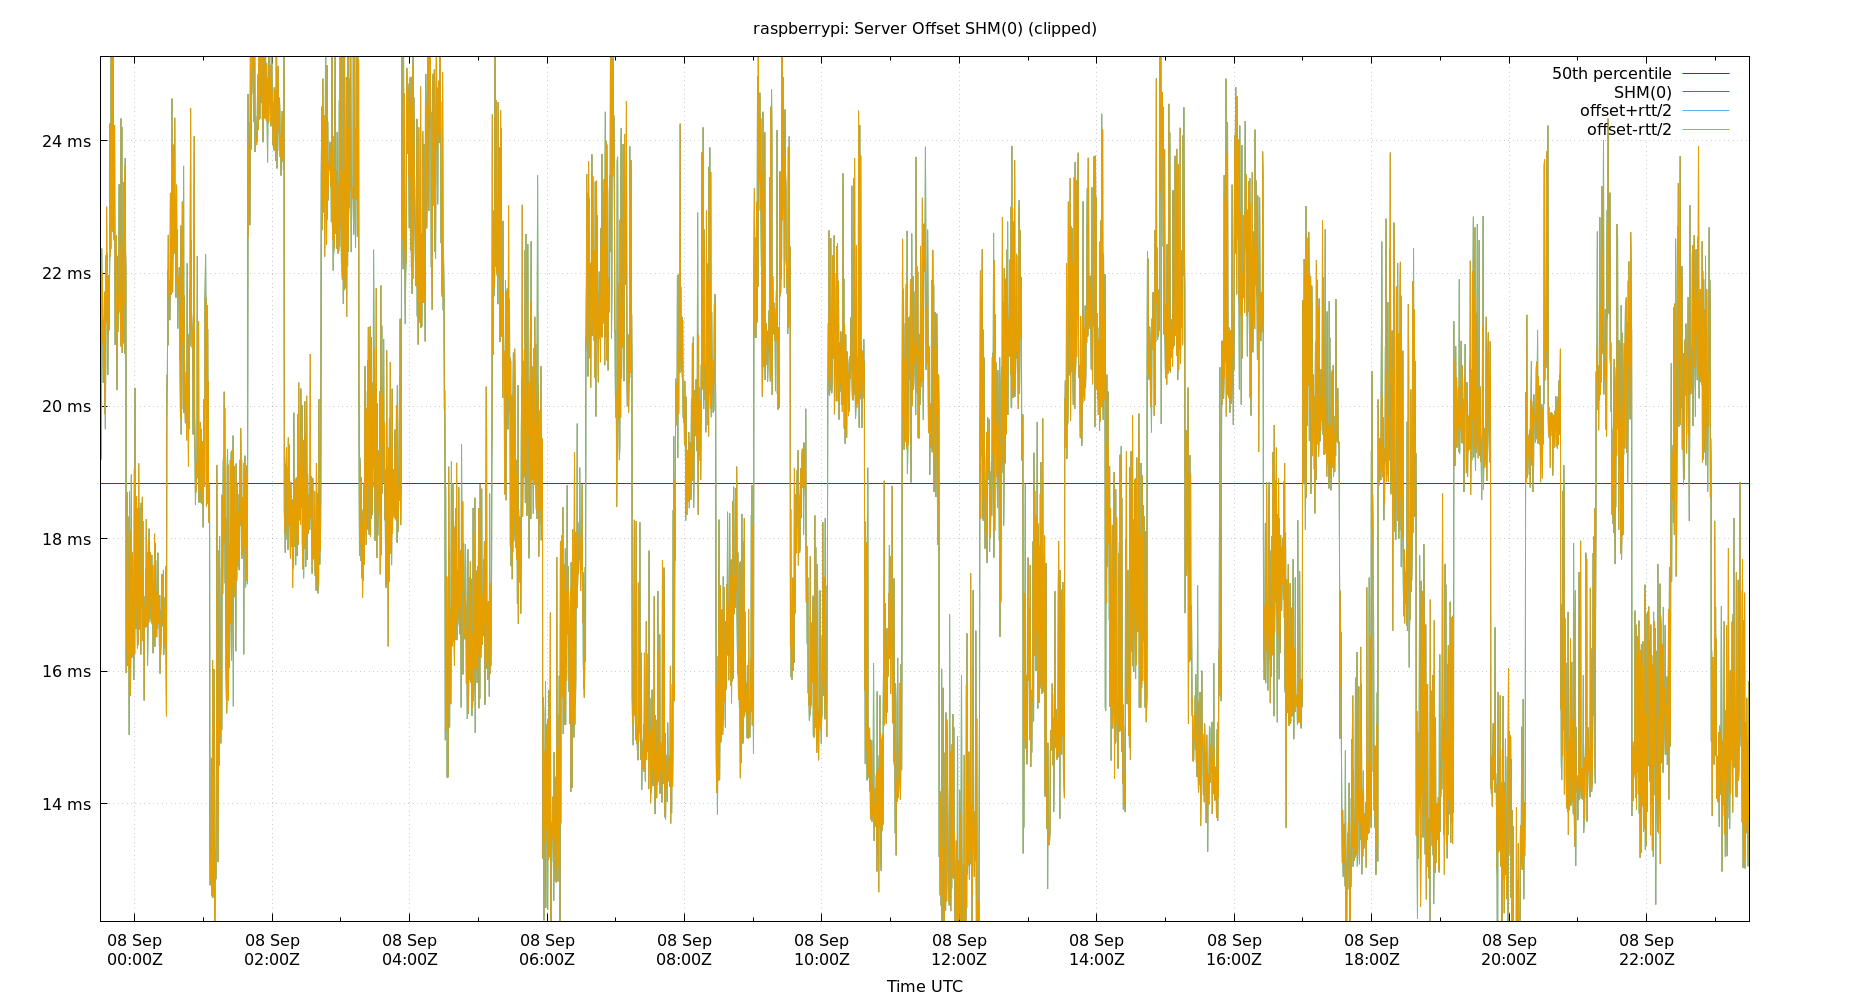 raspberrypi: Server Offset SHM(0) (clipped)
50th percentile
SHM(0)
offset+rtt/2
offset-rtt/2
24 ms
22 ms
20 ms
18 ms
16 ms
14 ms
08 Sep 08 Sep 08 Sep 08 Sep 08 Sep 08 Sep 08 Sep 08 Sep 08 Sep 08 Sep 08 Sep 08 Sep
00:00Z 02:00Z 04:00Z 06:00Z 08:00Z 10:00Z 12:00Z 14:00Z 16:00Z 18:00Z 20:00Z 22:00Z
Time UTC